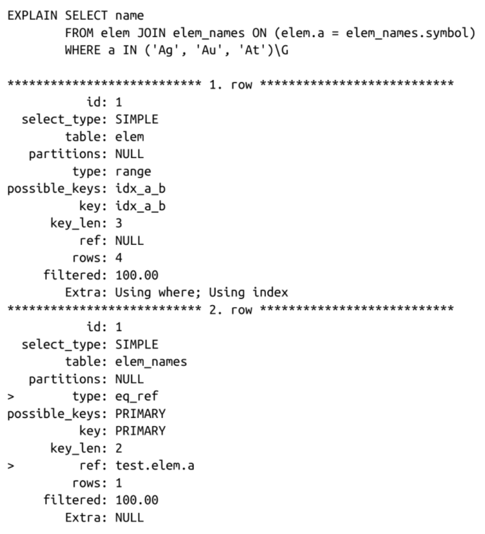 EXPLAIN SELECT name
        FROM elem JOIN elem_names ON (elem.a = elem_names.symbol)
        WHERE a IN ('Ag', 'Au', 'At')\G
*************************** 1. row ***************************
           id: 1
  select_type: SIMPLE
        table: elem
   partitions: NULL
         type: range
possible_keys: idx_a_b
          key: idx_a_b
      key_len: 3
          ref: NULL
         rows: 4
     filtered: 100.00
        Extra: Using where; Using index
*************************** 2. row ***************************
           id: 1
  select_type: SIMPLE
        table: elem_names
   partitions: NULL
>        type: eq_ref
possible_keys: PRIMARY
          key: PRIMARY
      key_len: 2
>         ref: test.elem.a
         rows: 1
     filtered: 100.00
        Extra: NULL